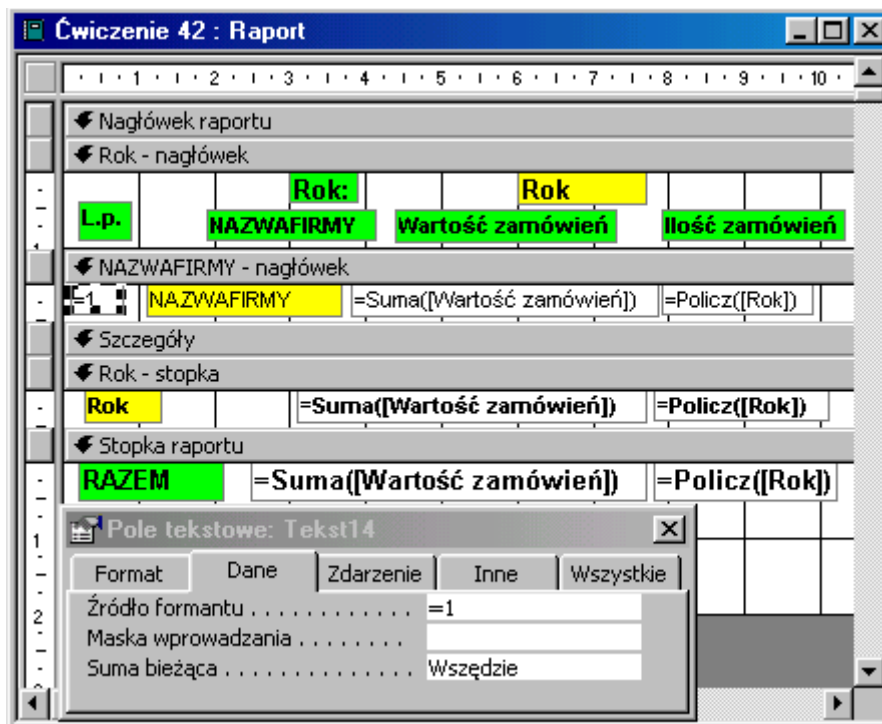 Ćwiczenie 42 : Raport
1 2 3 4 5 6 7 8 9 10
Nagłówek raportu
Rok - nagłówek
Rok: Rok
L.p. NAZWAFIRMY Wartość zamówień Ilość zamówień
1
NAZWAFIRMY - nagłówek
=1 NAZWAFIRMY =Suma([Wartość zamówień]) =Policz([Rok])
Szczegóły
Rok - stopka
Rok =Suma([Wartość zamówień]) =Policz([Rok])
Stopka raportu
RAZEM =Suma([Wartość zamówień]) =Policz([Rok])
1
Pole tekstowe: Tekst14
Format Dane Zdarzenie Inne Wszystkie
Źródło formantu . . . . . . . . . . . . =1
2
Maska wprowadzania . . . . . . .
Suma bieżąca . . . . . . . . . . . . . . Wszędzie